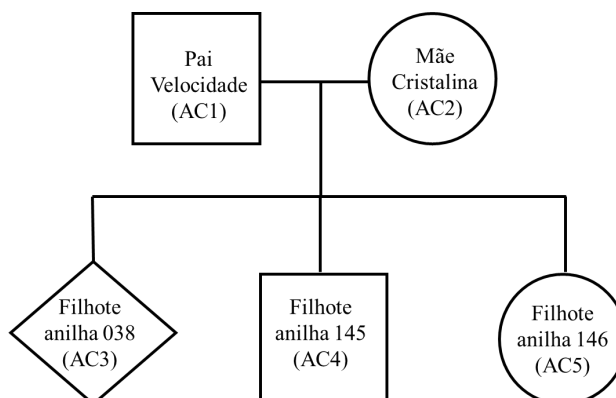 Pai
Velocidade
(AC1)
Mãe
Cristalina
(AC2)
Filhote
anilha 038
(AC3)
Filhote
anilha 145
(AC4)
Filhote
anilha 146
(AC5)